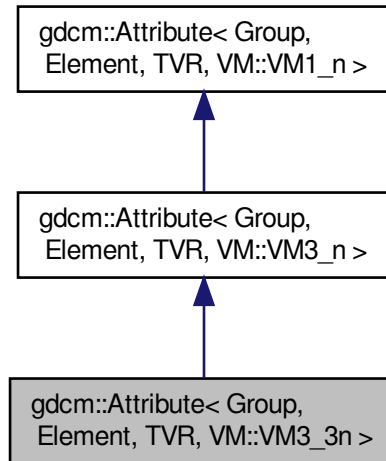 gdcm::Attribute< Group,
Element, TVR, VM::VM1_n >
gdcm::Attribute< Group,
Element, TVR, VM::VM3_n >
gdcm::Attribute< Group,
Element, TVR, VM::VM3_3n >